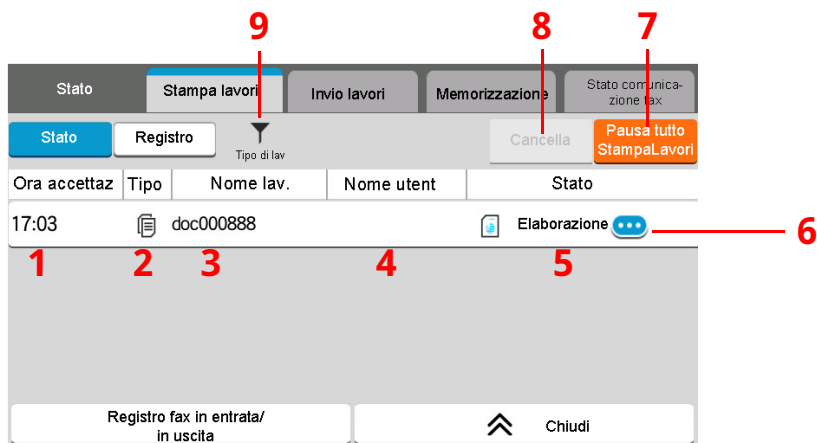 9 8 7
Stato
Stampa lavori
Invio lavori
Memorizzazione
Stato comunica-
zione fax
Stato
Registro
Tipo di lav
Cancella
Pausa tutto
StampaLavori
Ora accettaz Tipo Nome lav. Nome utent Stato
17:03 doc000888 Elaborazione
6
1 2 3 4 5
Registro fax in entrata/
in uscita
Chiudi